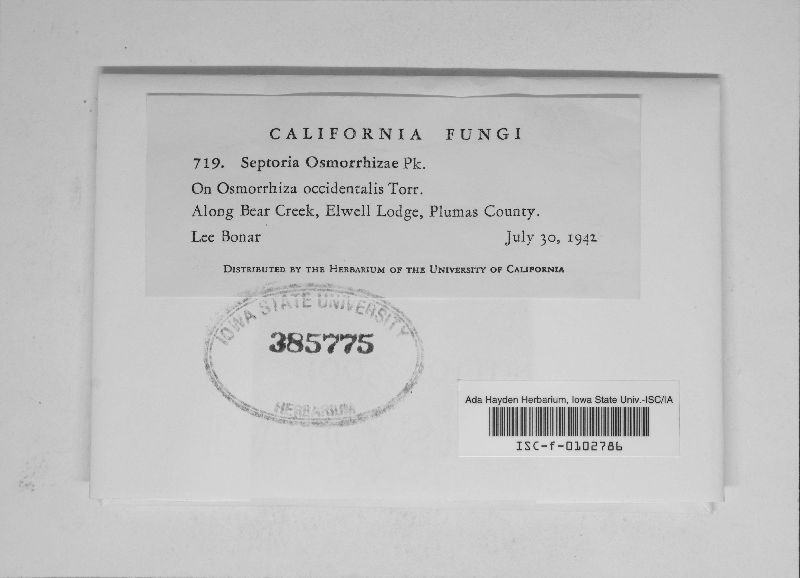 CALIFORNIA FUNGI
719. Septoria Osmorrhizae Pk.
On Osmorrhiza occidentalis Torr.
Along Bear Creek, Elwell Lodge, Plumas County.
Lee Bonar July 30, 1942
Distributed by the Herbarium of the University of California
IOWA STATE UNIVERSITY
385775
HERBARIUM
Ada Hayden Herbarium, Iowa State Univ.-ISC/IA
ISC-f-0102786